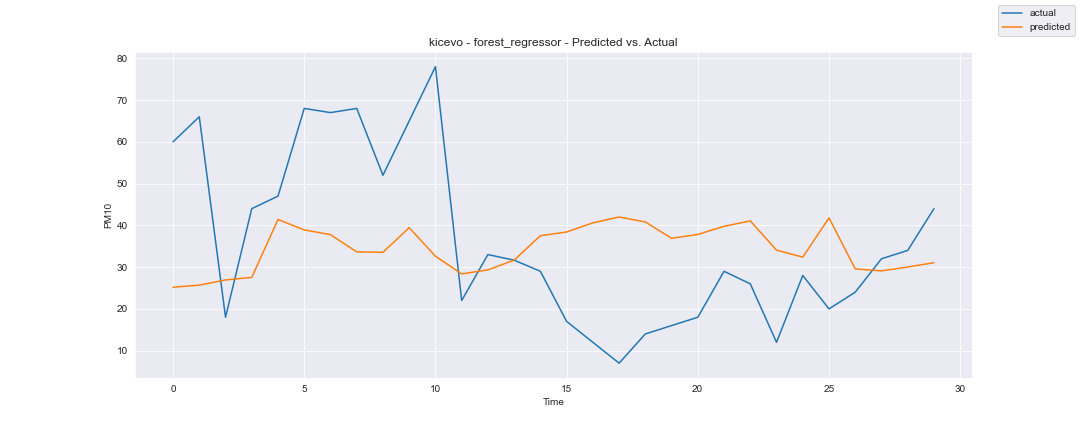 actual
predicted
kicevo - forest_regressor - Predicted vs. Actual
80
70
60
50
40
30
20
10
PM10
0 5 10 15 20 25 30
Time